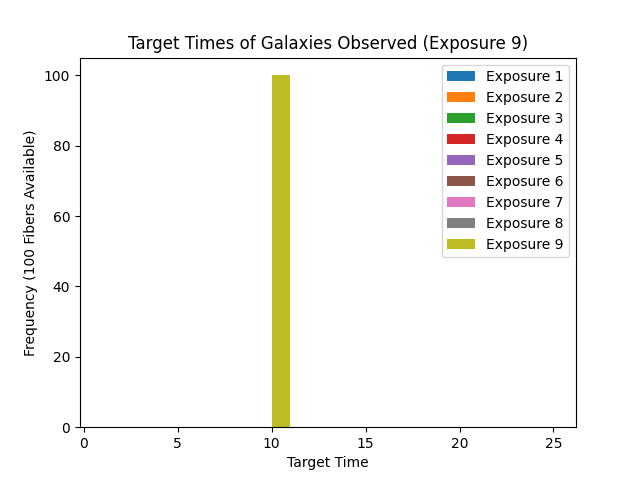 Target Times of Galaxies Observed (Exposure 9)
Frequency (100 Fibers Available)
100
80
60
40
20
0
Exposure 1
Exposure 2
Exposure 3
Exposure 4
Exposure 5
Exposure 6
Exposure 7
Exposure 8
Exposure 9
0 5 10 15 20 25
Target Time